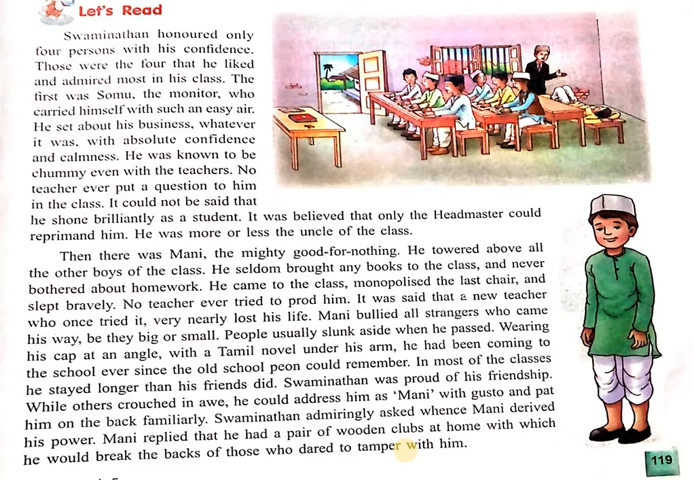 Let's Read
Swaminathan honoured only
four persons with his confidence.
Those were the four that he liked
and admired most in his class. The
first was Somu, the monitor, who
carried himself with such an easy air.
He set about his business, whatever
it was, with absolute confidence
and calmness. He was known to be
chummy even with the teachers. No
teacher ever put a question to him
in the class. It could not be said that
he shone brilliantly as a student. It was believed that only the Headmaster could
reprimand him. He was more or less the uncle of the class.
Then there was Mani, the mighty good-for-nothing. He towered above all
the other boys of the class. He seldom brought any books to the class, and never
bothered about homework. He came to the class, monopolised the last chair, and
slept bravely. No teacher ever tried to prod him. It was said that a new teacher
who once tried it, very nearly lost his life. Mani bullied all strangers who came
his way, be they big or small. People usually slunk aside when he passed. Wearing
his cap at an angle, with a Tamil novel under his arm, he had been coming to
the school ever since the old school peon could remember. In most of the classes
he stayed longer than his friends did. Swaminathan was proud of his friendship.
While others crouched in awe, he could address him as 'Mani' with gusto and pat
him on the back familiarly. Swaminathan admiringly asked whence Mani derived
his power. Mani replied that he had a pair of wooden clubs at home with which
he would break the backs of those who dared to tamper with him.
119